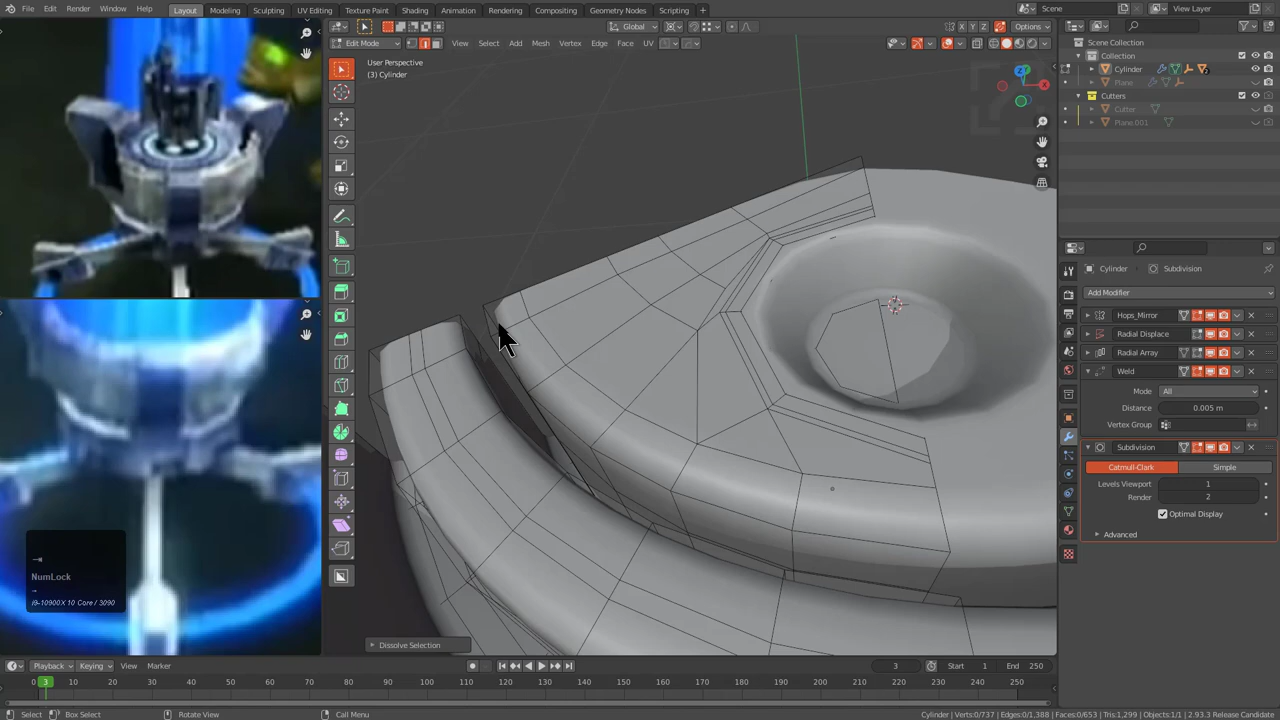 File Edit Render Window Help
Layout Modeling Sculpting UV Editing Texture Paint Shading Animation Rendering Compositing Geometry Nodes Scripting +
Scene
View Layer
Global
Options
Edit Mode
View Select Add Mesh Vertex Edge Face UV
X Y Z
User Perspective
(3) Cylinder
Scene Collection
Collection
Cylinder
Plane
Cutters
Cutter
Plane.001
Cylinder > Subdivision
Add Modifier
Hops_Mirror
Radial Displace
Radial Array
Weld
Mode All
Distance 0.005 m
Vertex Group
Subdivision
Catmull-Clark Simple
Levels Viewport 1
Render 2
Optimal Display
Advanced
NumLock
i9-10900X 10 Core / 3090
Dissolve Selection
Playback Keying View Marker
3
Start 1
End 250
0 3 10 20 30 40 50 60 70 80 90 100 110 120 130 140 150 160 170 180 190 200 210 220 230 240 250
Select Box Select Rotate View Call Menu
Cylinder | Verts:0/737 | Edges:0/1,388 | Faces:0/653 | Tris:1,299 | Objects:1/1 | 2.93.3 Release Candidate